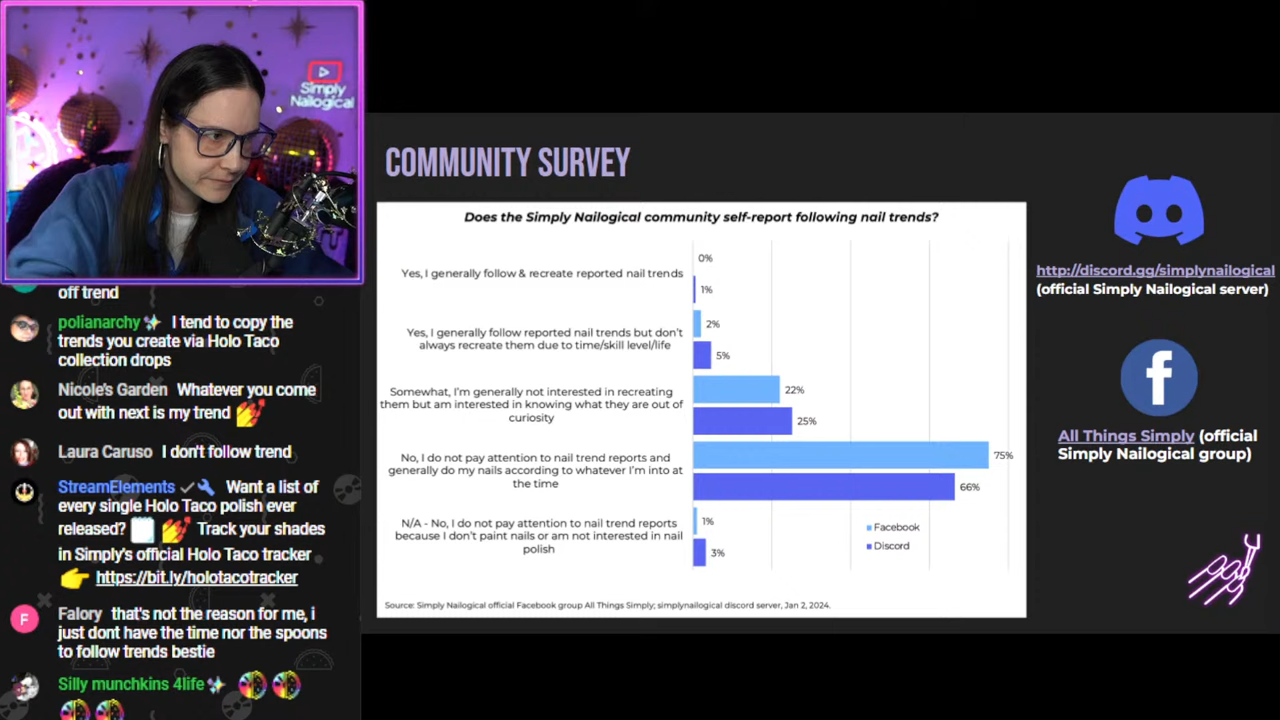 Simply
Nailogical
off trend
polianarchy I tend to copy the
trends you create via Holo Taco
collection drops
Nicole's Garden Whatever you come
out with next is my trend
Laura Caruso I don't follow trend
StreamElements Want a list of
every single Holo Taco polish ever
released? Track your shades
in Simply's official Holo Taco tracker
https://bit.ly/holotacotracker
F
Falory that's not the reason for me, i
just dont have the time nor the spoons
to follow trends bestie
Silly munchkins 4life
COMMUNITY SURVEY
Does the Simply Nailogical community self-report following nail trends?
Yes, I generally follow & recreate reported nail trends
0%
1%
Yes, I generally follow reported nail trends but don't
always recreate them due to time/skill level/life
2%
5%
Somewhat, I'm generally not interested in recreating
them but am interested in knowing what they are out of
curiosity
22%
25%
No, I do not pay attention to nail trend reports and
generally do my nails according to whatever I'm into at
the time
75%
66%
N/A - No, I do not pay attention to nail trend reports
because I don't paint nails or am not interested in nail
polish
1%
3%
Facebook
Discord
Source: Simply Nailogical official Facebook group All Things Simply; simplynailogical discord server, Jan 2, 2024.
http://discord.gg/simplynailogical
(official Simply Nailogical server)
f
All Things Simply (official
Simply Nailogical group)